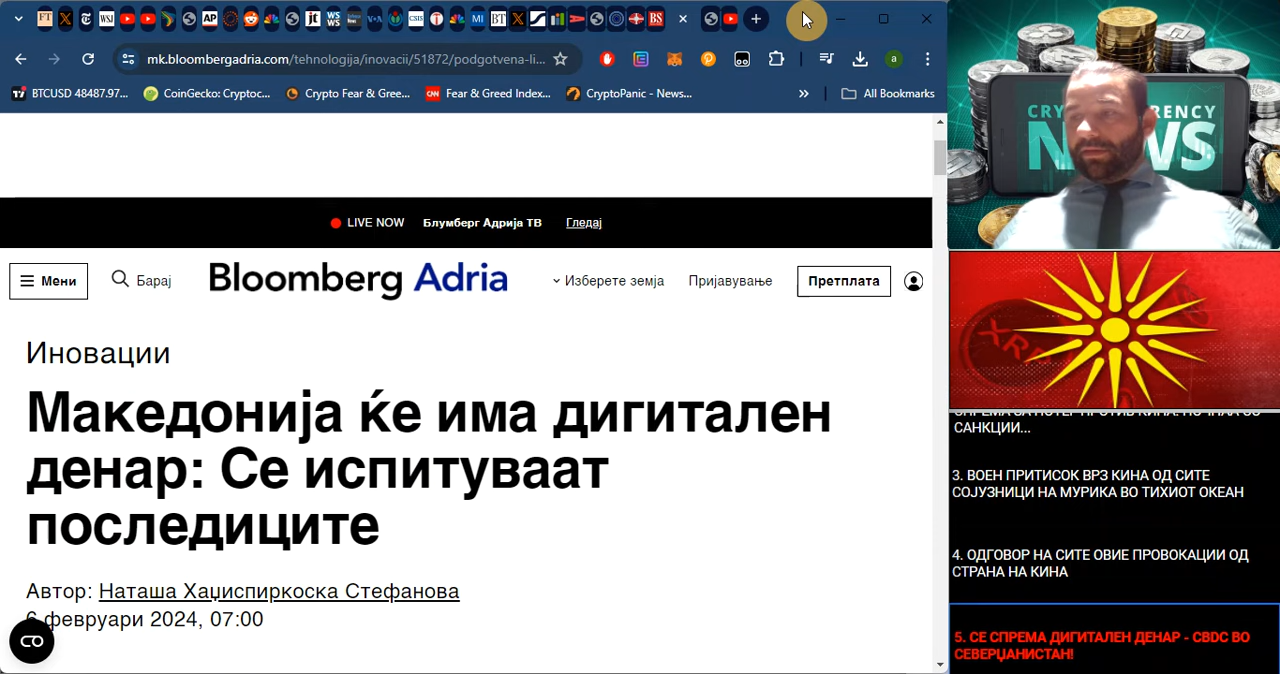 mk.bloombergadria.com/tehnologija/inovacii/51872/podgotvena-li...
BTCUSD 48487.97...
CoinGecko: Cryptoc...
Crypto Fear & Gree...
Fear & Greed Index...
CryptoPanic - News...
All Bookmarks
LIVE NOW Блумберг Адрија ТВ Гледај
Мени
Барај
Bloomberg Adria
Изберете земја
Пријавување
Претплата
Иновации
Македонија ќе има дигитален
денар: Се испитуваат
последиците
Автор: Наташа Хаџиспиркоска Стефанова
6 февруари 2024, 07:00
NEWS
XRP
САНКЦИИ...
3. ВОЕН ПРИТИСОК ВРЗ КИНА ОД СИТЕ
СОЈУЗНИЦИ НА МУРИКА ВО ТИХИОТ ОКЕАН
4. ОДГОВОР НА СИТЕ ОВИЕ ПРОВОКАЦИИ ОД
СТРАНА НА КИНА
5. СЕ СПРЕМА ДИГИТАЛЕН ДЕНАР - CBDC ВО
СЕВЕРЏАНИСТАН!